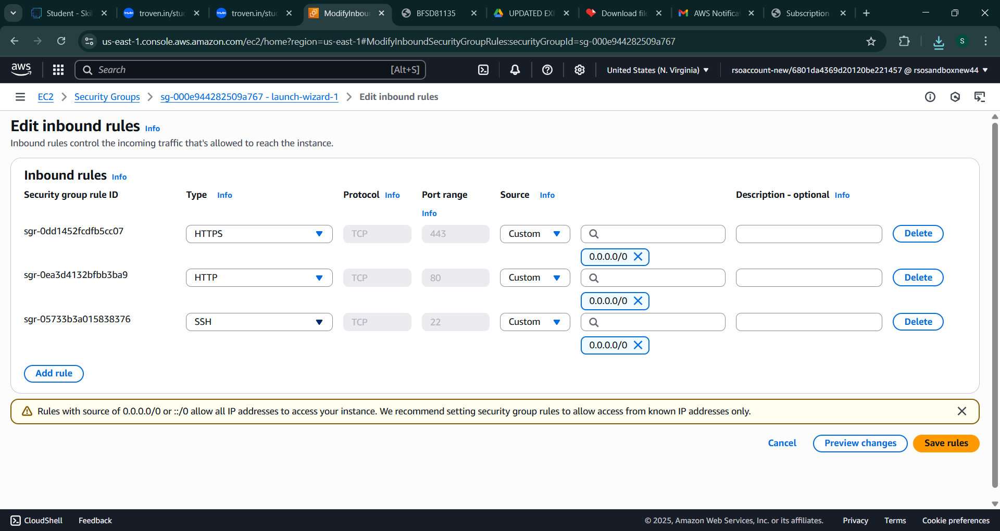 Student - Skil
troven.in/stud
troven.in/stud
ModifyInbour
BFSD81135
UPDATED EXP
Download file
AWS Notificat
Subscription
us-east-1.console.aws.amazon.com/ec2/home?region=us-east-1#ModifyInboundSecurityGroupRules:securityGroupId=sg-000e944282509a767
S
aws
Search [Alt+S]
United States (N. Virginia)
rsoaccount-new/6801da4369d20120be221457 @ rsosandboxnew44
EC2 > Security Groups > sg-000e944282509a767 - launch-wizard-1 > Edit inbound rules
Edit inbound rules Info
Inbound rules control the incoming traffic that's allowed to reach the instance.
Inbound rules Info
Security group rule ID Type Info Protocol Info Port range Info Source Info Description - optional Info
sgr-0dd1452fcdfb5cc07 HTTPS TCP 443 Custom Delete
0.0.0.0/0
sgr-0ea3d4132bfbb3ba9 HTTP TCP 80 Custom Delete
0.0.0.0/0
sgr-05733b3a015838376 SSH TCP 22 Custom Delete
0.0.0.0/0
Add rule
Rules with source of 0.0.0.0/0 or ::/0 allow all IP addresses to access your instance. We recommend setting security group rules to allow access from known IP addresses only.
Cancel Preview changes Save rules
CloudShell Feedback © 2025, Amazon Web Services, Inc. or its affiliates. Privacy Terms Cookie preferences